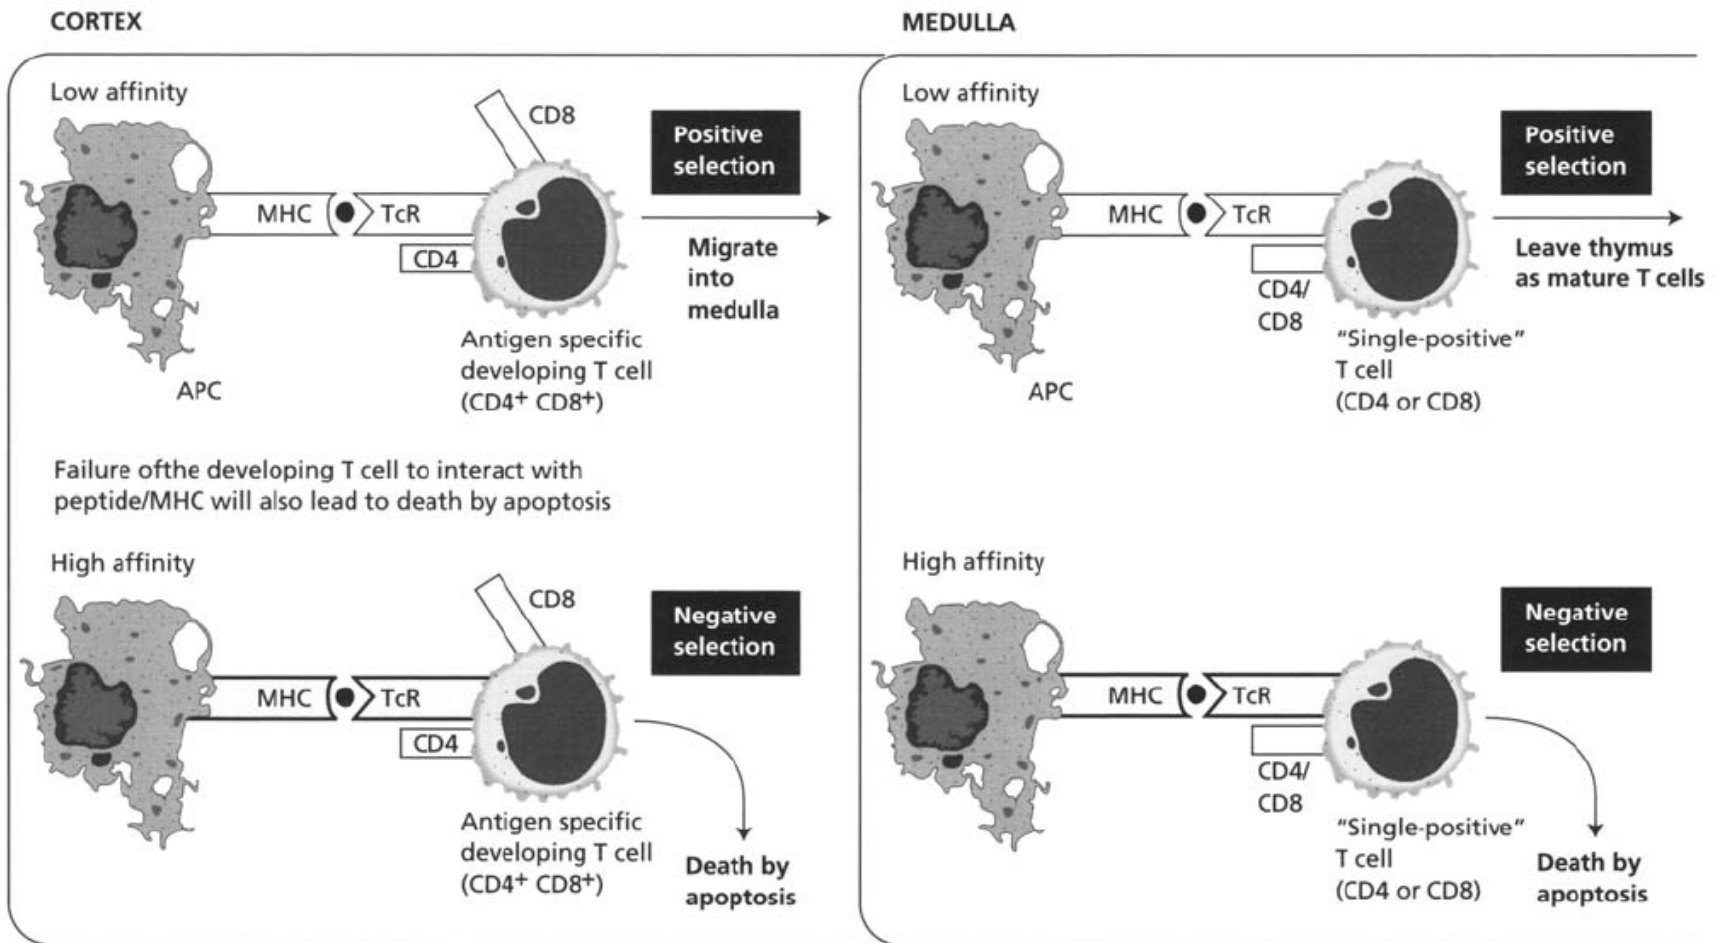 CORTEX
Low affinity
CD8
Positive
selection
MHC
TcR
CD4
Migrate
into
medulla
Antigen specific
developing T cell
(CD4+ CD8+)
APC
Failure ofthe developing T cell to interact with
peptide/MHC will also lead to death by apoptosis
High affinity
CD8
Negative
selection
MHC
TcR
CD4
Antigen specific
developing T cell
(CD4+ CD8+)
Death by
apoptosis
MEDULLA
Low affinity
Positive
selection
MHC
TcR
Leave thymus
as mature T cells
CD4/
CD8
"Single-positive"
T cell
(CD4 or CD8)
APC
High affinity
Negative
selection
MHC
TcR
CD4/
CD8
"Single-positive"
T cell
(CD4 or CD8)
Death by
apoptosis